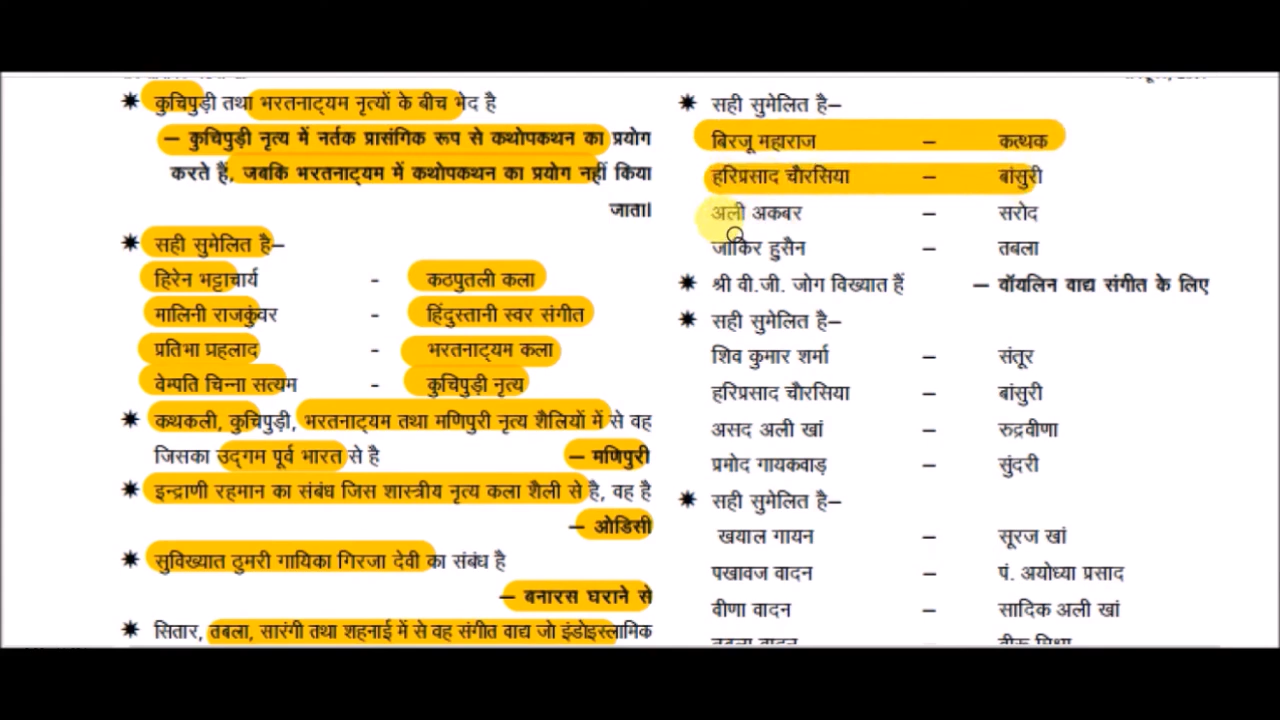 ✷ कुचिपुड़ी तथा भरतनाट्यम नृत्यों के बीच भेद है
– कुचिपुड़ी नृत्य में नर्तक प्रासंगिक रूप से कथोपकथन का प्रयोग
करते हैं, जबकि भरतनाट्यम में कथोपकथन का प्रयोग नहीं किया
जाता।
✷ सही सुमेलित है–
हिरेन भट्टाचार्य - कठपुतली कला
मालिनी राजकुंवर - हिंदुस्तानी स्वर संगीत
प्रतिभा प्रहलाद - भरतनाट्यम कला
वेम्पति चिन्ना सत्यम - कुचिपुड़ी नृत्य
✷ कथकली, कुचिपुड़ी, भरतनाट्यम तथा मणिपुरी नृत्य शैलियों में से वह
जिसका उद्गम पूर्व भारत से है – मणिपुरी
✷ इन्द्राणी रहमान का संबंध जिस शास्त्रीय नृत्य कला शैली से है, वह है
– ओडिसी
✷ सुविख्यात ठुमरी गायिका गिरजा देवी का संबंध है
– बनारस घराने से
✷ सितार, तबला, सारंगी तथा शहनाई में से वह संगीत वाद्य जो इंडोइस्लामिक
✷ सही सुमेलित है–
बिरजू महाराज – कत्थक
हरिप्रसाद चौरसिया – बांसुरी
अली अकबर – सरोद
जाकिर हुसैन – तबला
✷ श्री वी.जी. जोग विख्यात हैं – वॉयलिन वाद्य संगीत के लिए
✷ सही सुमेलित है–
शिव कुमार शर्मा – संतूर
हरिप्रसाद चौरसिया – बांसुरी
असद अली खां – रुद्रवीणा
प्रमोद गायकवाड़ – सुंदरी
✷ सही सुमेलित है–
खयाल गायन – सूरज खां
पखावज वादन – पं. अयोध्या प्रसाद
वीणा वादन – सादिक अली खां